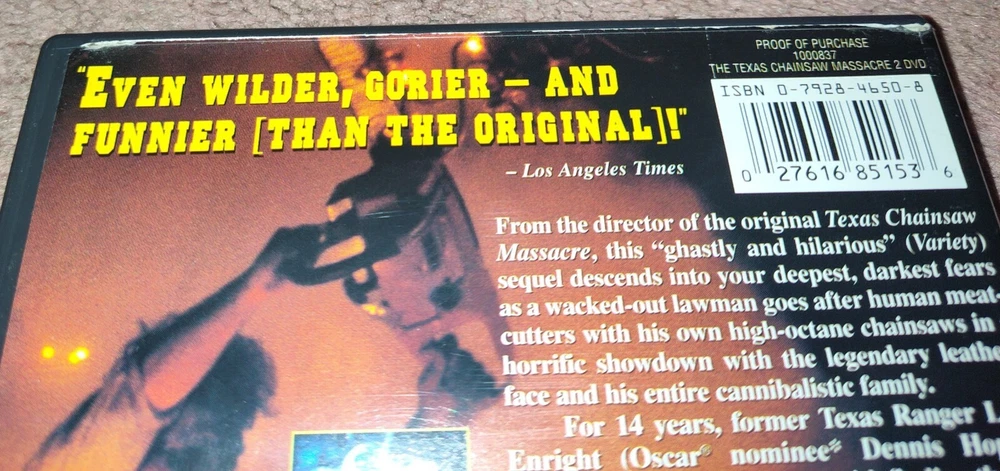 "EVEN WILDER, GORIER – AND
FUNNIER [THAN THE ORIGINAL]!"
– Los Angeles Times
PROOF OF PURCHASE
1000837
THE TEXAS CHAINSAW MASSACRE 2 DVD
ISBN 0-7928-4650-8
0 27616 85153 6
From the director of the original Texas Chainsaw
Massacre, this "ghastly and hilarious" (Variety)
sequel descends into your deepest, darkest fears
as a wacked-out lawman goes after human meat-
cutters with his own high-octane chainsaws in
horrific showdown with the legendary leathe
face and his entire cannibalistic family.
For 14 years, former Texas Ranger L
Enright (Oscar® nominee* Dennis Ho